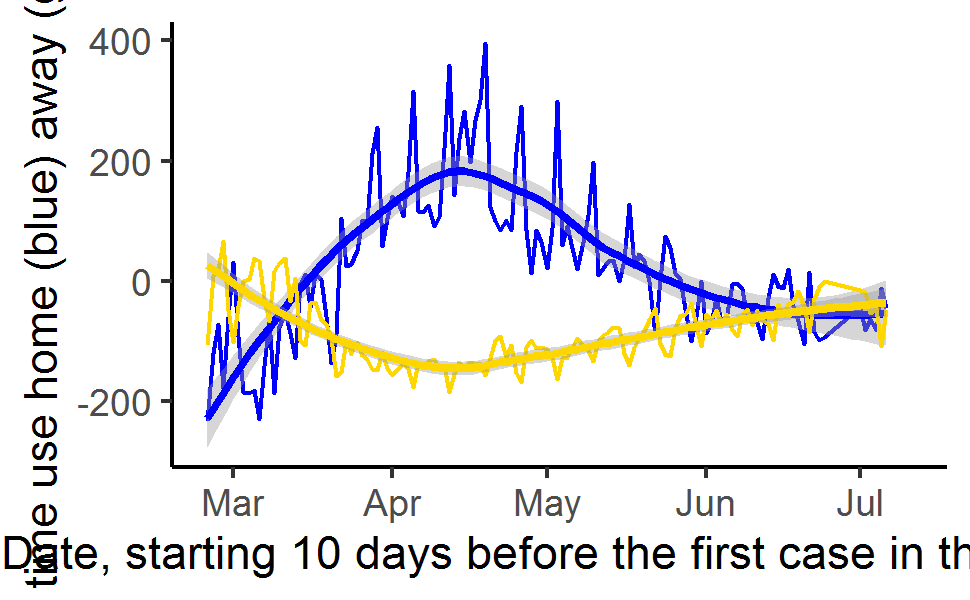 time use home (blue) away (
400
200
0
-200
Mar Apr May Jun Jul
Date, starting 10 days before the first case in th